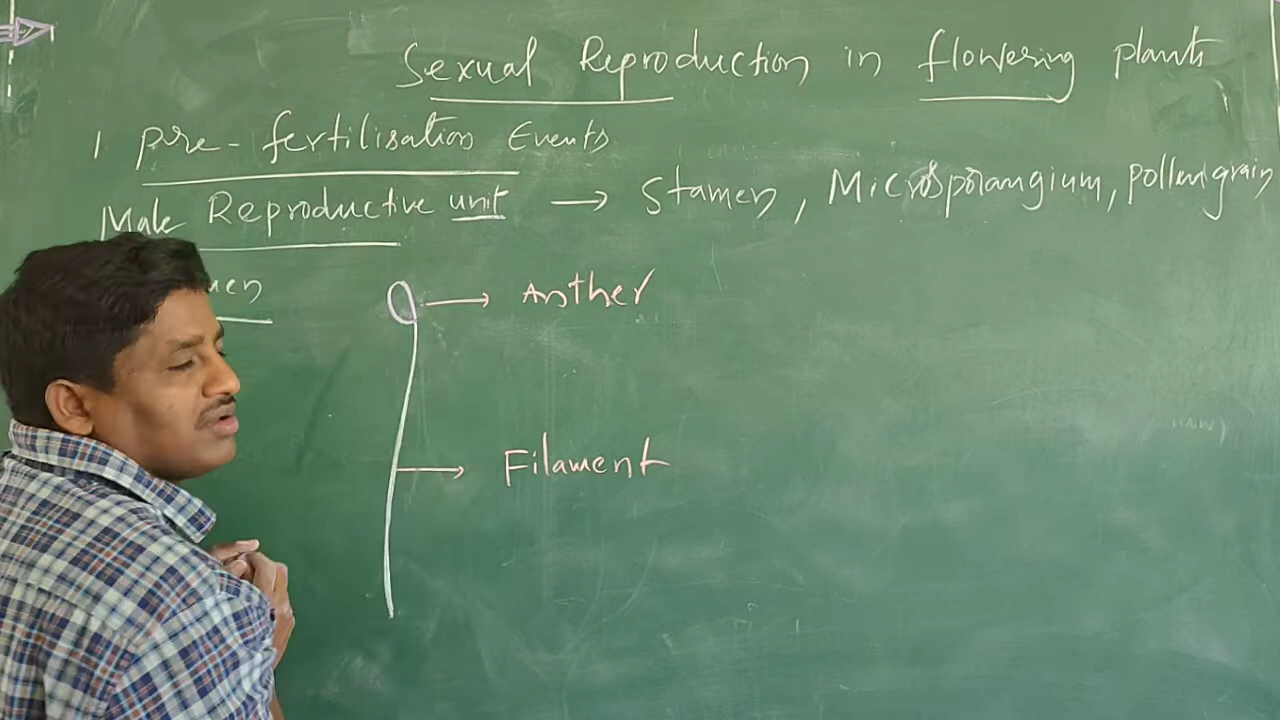 Sexual Reproduction in flowering plants
1 pre-fertilisation Events
Male Reproductive unit → Stamen, Microsporangium, pollengrain
Anther
Filament